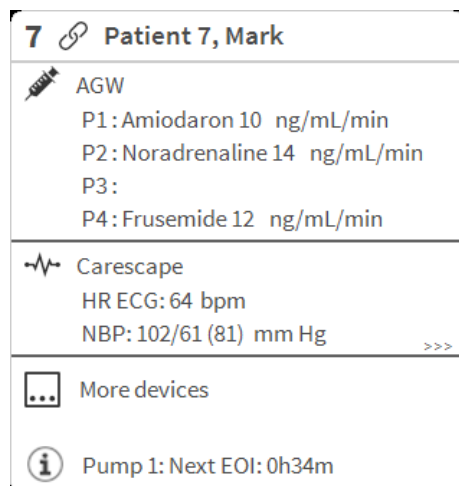 7 Patient 7, Mark
AGW
P1: Amiodaron 10 ng/mL/min
P2: Noradrenaline 14 ng/mL/min
P3:
P4: Frusemide 12 ng/mL/min
Carescape
HR ECG: 64 bpm
NBP: 102/61 (81) mm Hg >>>
More devices
Pump 1: Next EOI: 0h34m